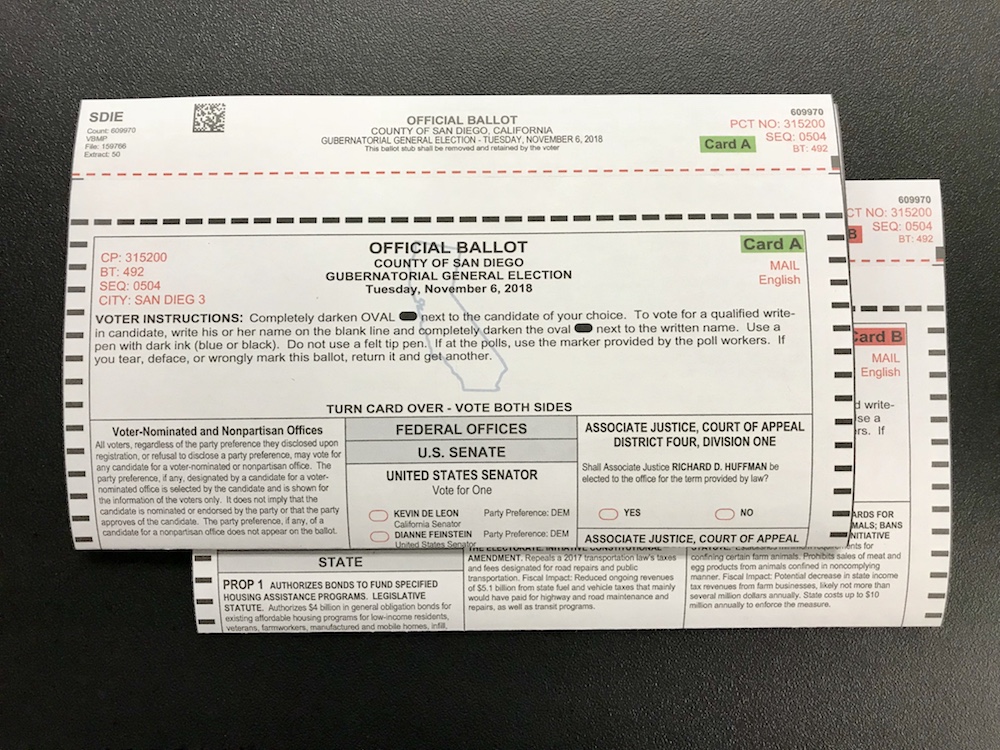 SDIE
Count: 609970
VBMP
File: 159766
Extract: 50
OFFICIAL BALLOT
COUNTY OF SAN DIEGO, CALIFORNIA
GUBERNATORIAL GENERAL ELECTION - TUESDAY, NOVEMBER 6, 2018
This ballot stub shall be removed and retained by the voter
609970
PCT NO: 315200
Card A SEQ: 0504
BT: 492
CP: 315200
BT: 492
SEQ: 0504
CITY: SAN DIEG 3
OFFICIAL BALLOT
COUNTY OF SAN DIEGO
GUBERNATORIAL GENERAL ELECTION
Tuesday, November 6, 2018
Card A
MAIL
English
VOTER INSTRUCTIONS: Completely darken OVAL next to the candidate of your choice. To vote for a qualified write-
in candidate, write his or her name on the blank line and completely darken the oval next to the written name. Use a
pen with dark ink (blue or black). Do not use a felt tip pen. If at the polls, use the marker provided by the poll workers. If
you tear, deface, or wrongly mark this ballot, return it and get another.
TURN CARD OVER - VOTE BOTH SIDES
Voter-Nominated and Nonpartisan Offices
All voters, regardless of the party preference they disclosed upon
registration, or refusal to disclose a party preference, may vote for
any candidate for a voter-nominated or nonpartisan office. The
party preference, if any, designated by a candidate for a voter-
nominated office is selected by the candidate and is shown for
the information of the voters only. It does not imply that the
candidate is nominated or endorsed by the party or that the party
approves of the candidate. The party preference, if any, of a
candidate for a nonpartisan office does not appear on the ballot.
FEDERAL OFFICES
U.S. SENATE
UNITED STATES SENATOR
Vote for One
KEVIN DE LEON Party Preference: DEM
California Senator
DIANNE FEINSTEIN Party Preference: DEM
United States Senator
ASSOCIATE JUSTICE, COURT OF APPEAL
DISTRICT FOUR, DIVISION ONE
Shall Associate Justice RICHARD D. HUFFMAN be
elected to the office for the term provided by law?
YES NO
ASSOCIATE JUSTICE, COURT OF APPEAL
609970
CT NO: 315200
B SEQ: 0504
BT: 492
Card B
MAIL
English
d write-
se a
rs. If
STATE
PROP 1 AUTHORIZES BONDS TO FUND SPECIFIED
HOUSING ASSISTANCE PROGRAMS. LEGISLATIVE
STATUTE. Authorizes $4 billion in general obligation bonds for
existing affordable housing programs for low-income residents,
veterans, farmworkers, manufactured and mobile homes, infill,
THE ELECTORATE. INITIATIVE CONSTITUTIONAL
AMENDMENT. Repeals a 2017 transportation law's taxes
and fees designated for road repairs and public
transportation. Fiscal Impact: Reduced ongoing revenues
of $5.1 billion from state fuel and vehicle taxes that mainly
would have paid for highway and road maintenance and
repairs, as well as transit programs.
ARDS FOR
MALS; BANS
NITIATIVE
STATUTE. Establishes minimum requirements for
confining certain farm animals. Prohibits sales of meat and
egg products from animals confined in noncomplying
manner. Fiscal Impact: Potential decrease in state income
tax revenues from farm businesses, likely not more than
several million dollars annually. State costs up to $10
million annually to enforce the measure.